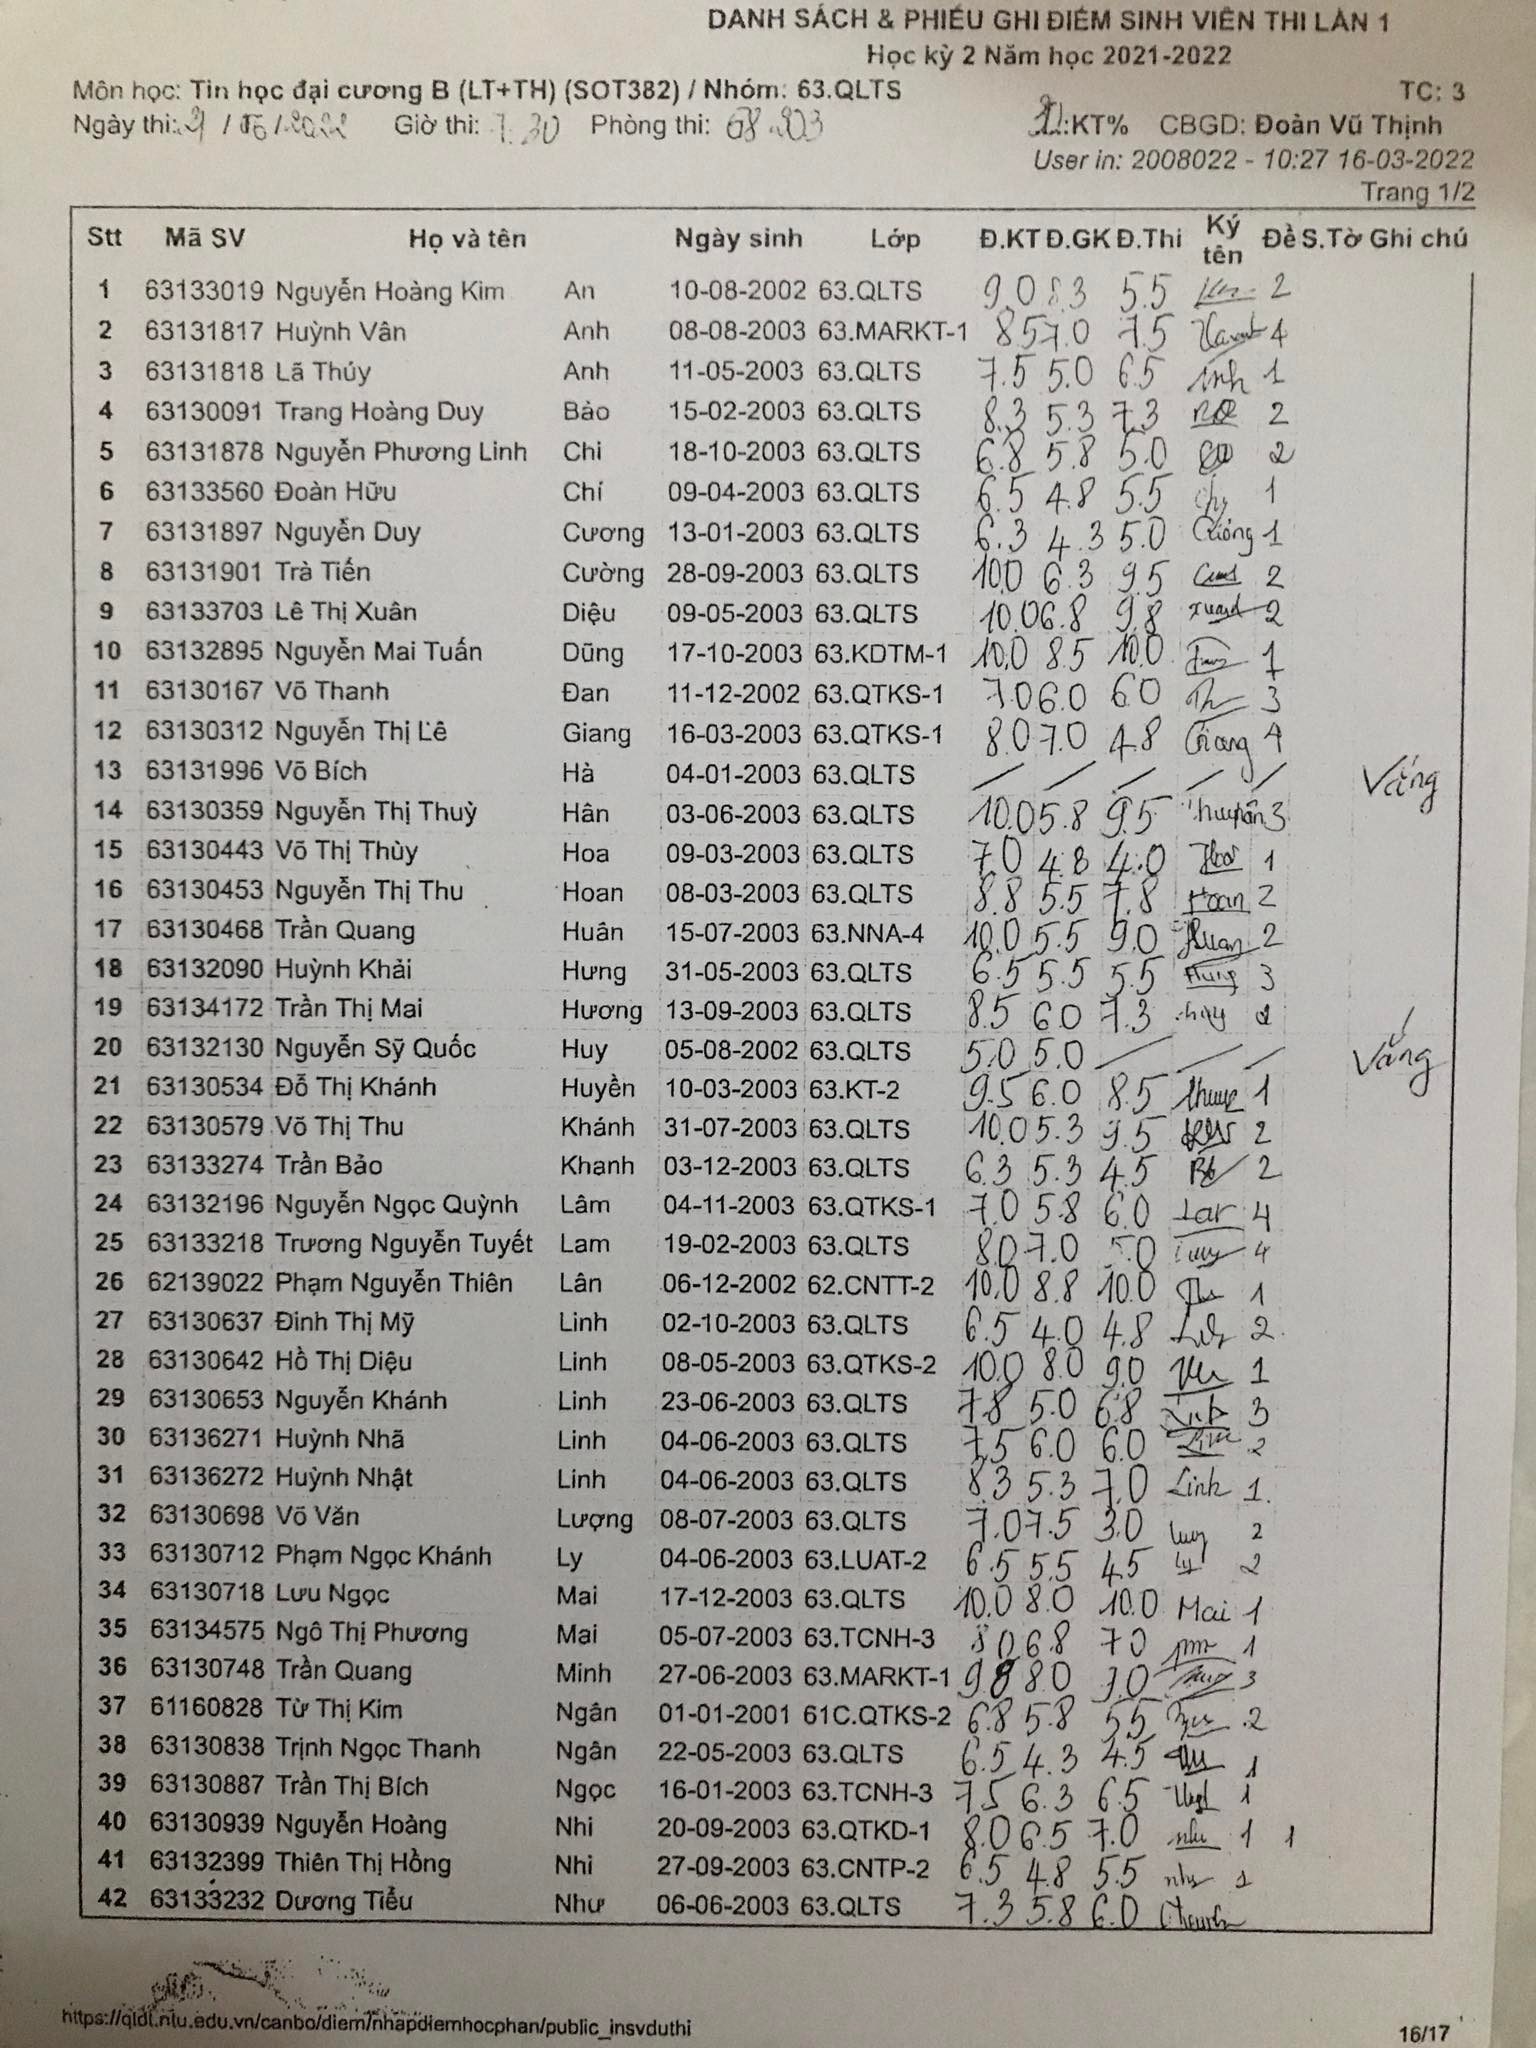 DANH SÁCH & PHIẾU GHI ĐIỂM SINH VIÊN THI LẦN 1
Học kỳ 2 Năm học 2021-2022
Môn học: Tin học đại cương B (LT+TH) (SOT382) / Nhóm: 63.QLTS TC: 3
Ngày thi: / 06 / 2022 Giờ thi: 7.30 Phòng thi: :KT% CBGD: Đoàn Vũ Thịnh
User in: 2008022 - 10:27 16-03-2022
Trang 1/2
Stt Mã SV Họ và tên Ngày sinh Lớp Đ.KT Đ.GK Đ.Thi Ký tên Đề S.Tờ Ghi chú
1 63133019 Nguyễn Hoàng Kim An 10-08-2002 63.QLTS 9.0 8.3 5.5 2
2 63131817 Huỳnh Vân Anh 08-08-2003 63.MARKT-1 8.5 7.0 7.5 4
3 63131818 Lã Thúy Anh 11-05-2003 63.QLTS 7.5 5.0 6.5 1
4 63130091 Trang Hoàng Duy Bảo 15-02-2003 63.QLTS 8.3 5.3 7.3 2
5 63131878 Nguyễn Phương Linh Chi 18-10-2003 63.QLTS 6.8 5.8 5.0 2
6 63133560 Đoàn Hữu Chí 09-04-2003 63.QLTS 6.5 4.8 5.5 1
7 63131897 Nguyễn Duy Cương 13-01-2003 63.QLTS 6.3 4.3 5.0 1
8 63131901 Trà Tiến Cường 28-09-2003 63.QLTS 10.0 6.3 9.5 2
9 63133703 Lê Thị Xuân Diệu 09-05-2003 63.QLTS 10.0 6.8 9.8 2
10 63132895 Nguyễn Mai Tuấn Dũng 17-10-2003 63.KDTM-1 10.0 8.5 10.0 1
11 63130167 Võ Thanh Đan 11-12-2002 63.QTKS-1 7.0 6.0 6.0 3
12 63130312 Nguyễn Thị Lê Giang 16-03-2003 63.QTKS-1 8.0 7.0 4.8 Giang 4
13 63131996 Võ Bích Hà 04-01-2003 63.QLTS / / / / / Vắng
14 63130359 Nguyễn Thị Thuỳ Hân 03-06-2003 63.QLTS 10.0 5.8 9.5 3
15 63130443 Võ Thị Thùy Hoa 09-03-2003 63.QLTS 7.0 4.8 4.0 1
16 63130453 Nguyễn Thị Thu Hoan 08-03-2003 63.QLTS 8.8 5.5 7.8 Hoan 2
17 63130468 Trần Quang Huân 15-07-2003 63.NNA-4 10.0 5.5 9.0 2
18 63132090 Huỳnh Khải Hưng 31-05-2003 63.QLTS 6.5 5.5 5.5 3
19 63134172 Trần Thị Mai Hương 13-09-2003 63.QLTS 8.5 6.0 7.3 2
20 63132130 Nguyễn Sỹ Quốc Huy 05-08-2002 63.QLTS 5.0 5.0 / / / Vắng
21 63130534 Đỗ Thị Khánh Huyền 10-03-2003 63.KT-2 9.5 6.0 8.5 1
22 63130579 Võ Thị Thu Khánh 31-07-2003 63.QLTS 10.0 5.3 9.5 2
23 63133274 Trần Bảo Khanh 03-12-2003 63.QLTS 6.3 5.3 4.5 2
24 63132196 Nguyễn Ngọc Quỳnh Lâm 04-11-2003 63.QTKS-1 7.0 5.8 6.0 4
25 63133218 Trương Nguyễn Tuyết Lam 19-02-2003 63.QLTS 8.0 7.0 5.0 4
26 62139022 Phạm Nguyễn Thiên Lân 06-12-2002 62.CNTT-2 10.0 8.8 10.0 1
27 63130637 Đinh Thị Mỹ Linh 02-10-2003 63.QLTS 6.5 4.0 4.8 2
28 63130642 Hồ Thị Diệu Linh 08-05-2003 63.QTKS-2 10.0 8.0 9.0 1
29 63130653 Nguyễn Khánh Linh 23-06-2003 63.QLTS 7.8 5.0 6.8 3
30 63136271 Huỳnh Nhã Linh 04-06-2003 63.QLTS 7.5 6.0 6.0 2
31 63136272 Huỳnh Nhật Linh 04-06-2003 63.QLTS 8.3 5.3 7.0 Linh 1
32 63130698 Võ Văn Lượng 08-07-2003 63.QLTS 7.0 7.5 3.0 2
33 63130712 Phạm Ngọc Khánh Ly 04-06-2003 63.LUAT-2 6.5 5.5 4.5 2
34 63130718 Lưu Ngọc Mai 17-12-2003 63.QLTS 10.0 8.0 10.0 Mai 1
35 63134575 Ngô Thị Phương Mai 05-07-2003 63.TCNH-3 8.0 6.8 7.0 1
36 63130748 Trần Quang Minh 27-06-2003 63.MARKT-1 9.8 8.0 3
37 61160828 Từ Thị Kim Ngân 01-01-2001 61C.QTKS-2 6.8 5.8 5.5 2
38 63130838 Trịnh Ngọc Thanh Ngân 22-05-2003 63.QLTS 6.5 4.3 4.5 1
39 63130887 Trần Thị Bích Ngọc 16-01-2003 63.TCNH-3 7.5 6.3 6.5 1
40 63130939 Nguyễn Hoàng Nhi 20-09-2003 63.QTKD-1 8.0 6.5 7.0 1 1
41 63132399 Thiên Thị Hồng Nhi 27-09-2003 63.CNTP-2 6.5 4.8 5.5 1
42 63133232 Dương Tiểu Như 06-06-2003 63.QLTS 7.3 5.8 6.0
https://qldt.ntu.edu.vn/canbo/diem/nhapdiemhocphan/public_insvduthi 16/17